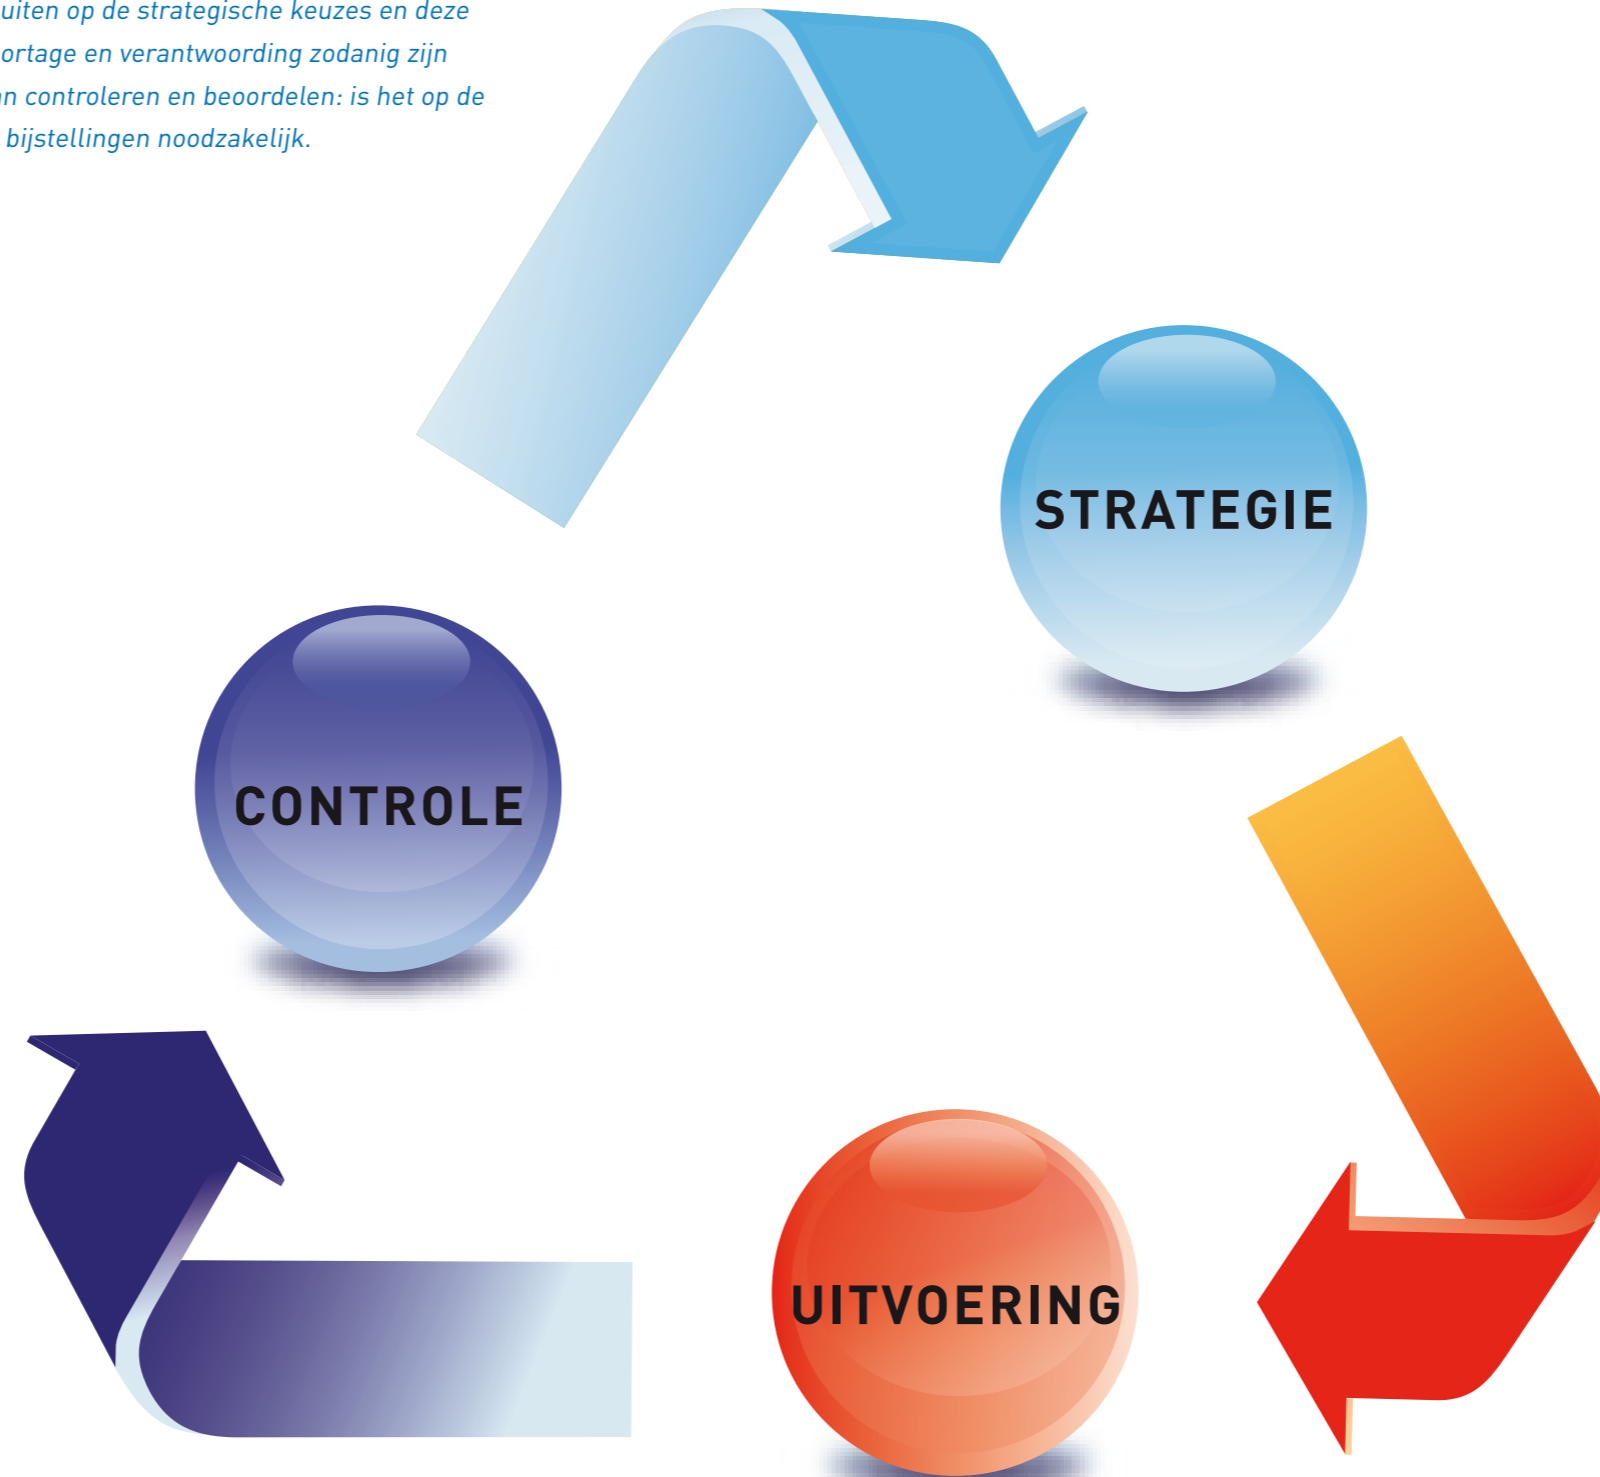 uiten op de strategische keuzes en deze
ortage en verantwoording zodanig zijn
n controleren en beoordelen: is het op de
bijstellingen noodzakelijk.
STRATEGIE
CONTROLE
UITVOERING